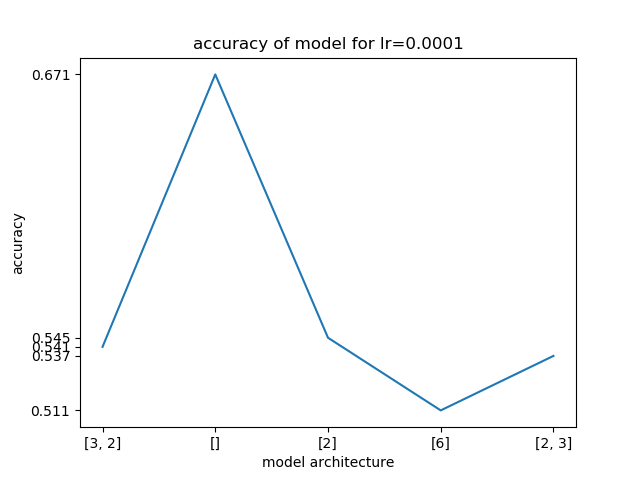 accuracy of model for lr=0.0001
0.671
0.545
0.541
0.537
0.511
accuracy
[3, 2] [] [2] [6] [2, 3]
model architecture